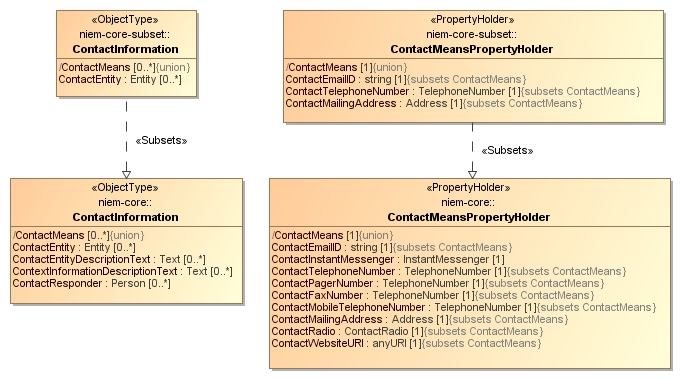 «ObjectType»
niem-core-subset::
ContactInformation
/ContactMeans [0..*]{union}
ContactEntity : Entity [0..*]
«PropertyHolder»
niem-core-subset::
ContactMeansPropertyHolder
/ContactMeans [1]{union}
ContactEmailID : string [1]{subsets ContactMeans}
ContactTelephoneNumber : TelephoneNumber [1]{subsets ContactMeans}
ContactMailingAddress : Address [1]{subsets ContactMeans}
«Subsets»
«Subsets»
«ObjectType»
niem-core::
ContactInformation
/ContactMeans [0..*]{union}
ContactEntity : Entity [0..*]
ContactEntityDescriptionText : Text [0..*]
ContextInformationDescriptionText : Text [0..*]
ContactResponder : Person [0..*]
«PropertyHolder»
niem-core::
ContactMeansPropertyHolder
/ContactMeans [1]{union}
ContactEmailID : string [1]{subsets ContactMeans}
ContactInstantMessenger : InstantMessenger [1]
ContactTelephoneNumber : TelephoneNumber [1]{subsets ContactMeans}
ContactPagerNumber : TelephoneNumber [1]{subsets ContactMeans}
ContactFaxNumber : TelephoneNumber [1]{subsets ContactMeans}
ContactMobileTelephoneNumber : TelephoneNumber [1]{subsets ContactMeans}
ContactMailingAddress : Address [1]{subsets ContactMeans}
ContactRadio : ContactRadio [1]{subsets ContactMeans}
ContactWebsiteURI : anyURI [1]{subsets ContactMeans}